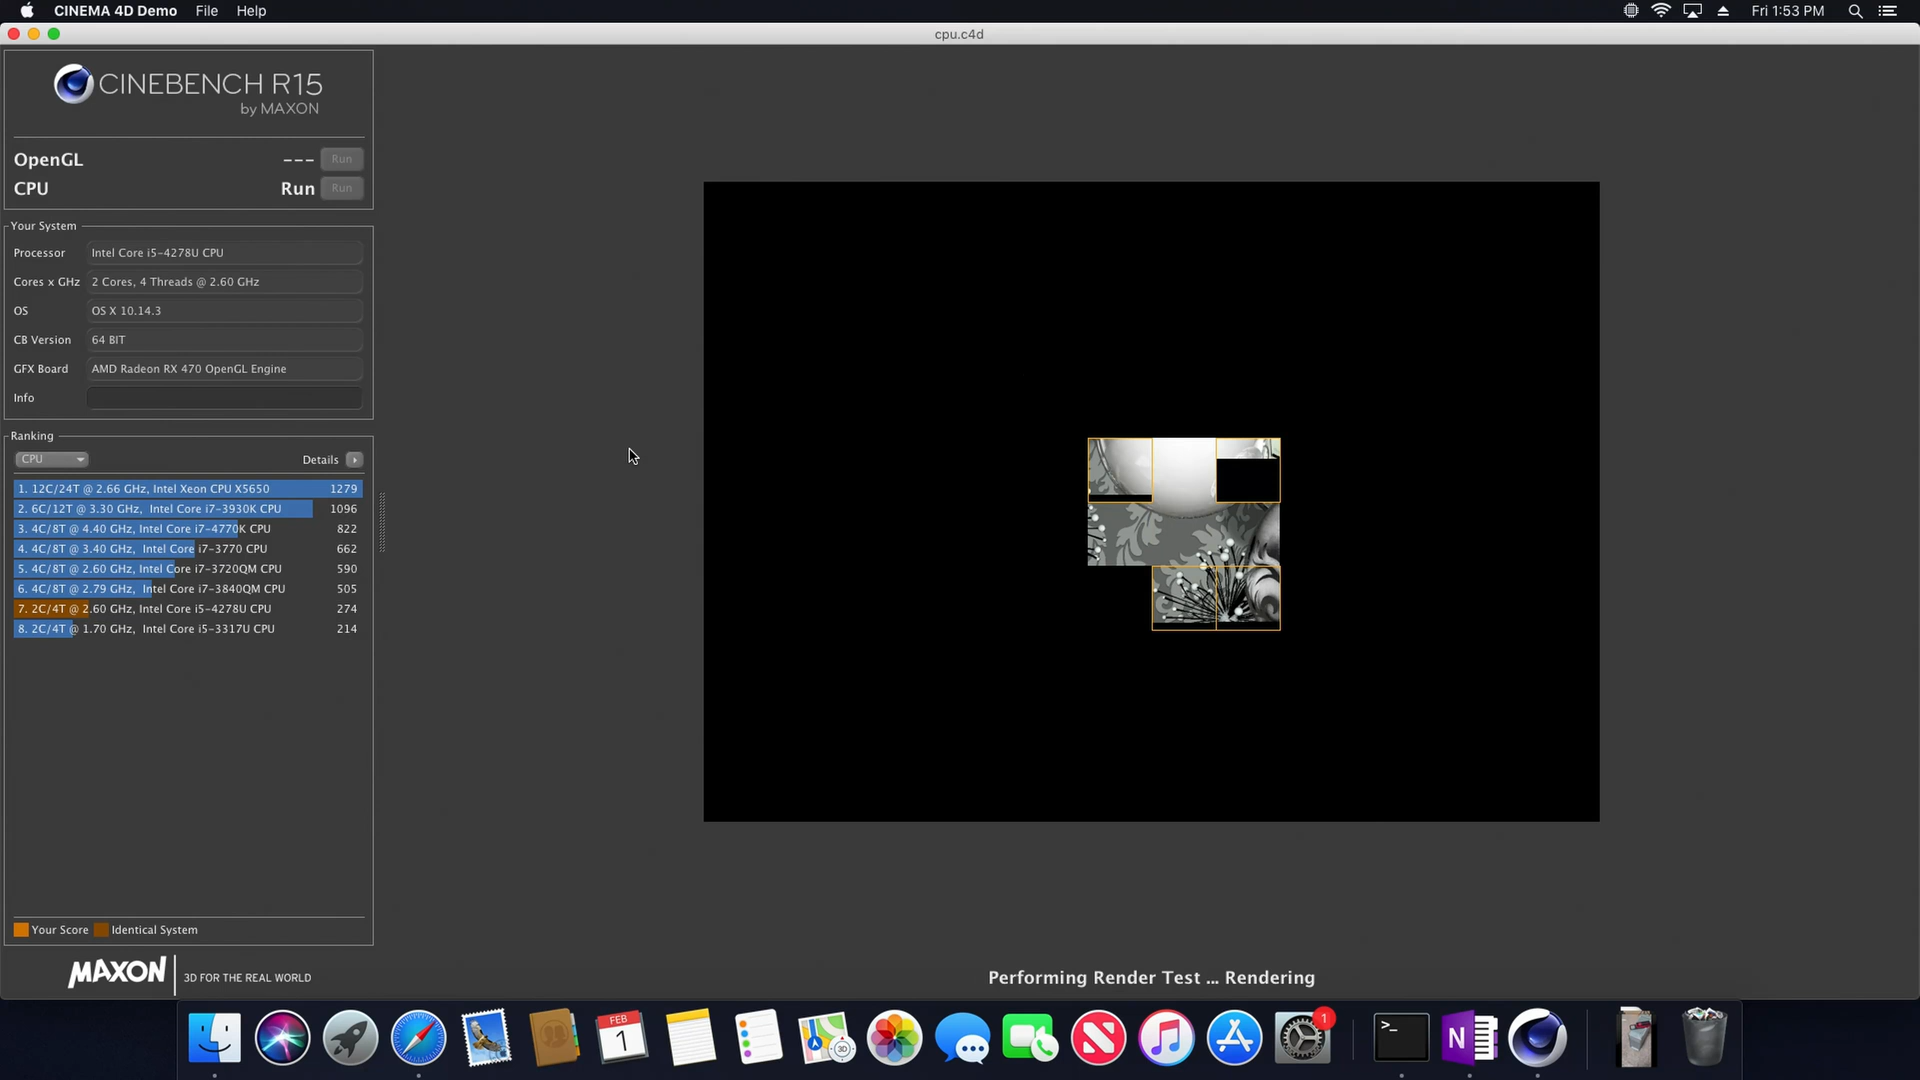 CINEMA 4D Demo File Help
Fri 1:53 PM
cpu.c4d
CINEBENCH R15
by MAXON
OpenGL --- Run
CPU Run Run
Your System
Processor Intel Core i5-4278U CPU
Cores x GHz 2 Cores, 4 Threads @ 2.60 GHz
OS OS X 10.14.3
CB Version 64 BIT
GFX Board AMD Radeon RX 470 OpenGL Engine
Info
Ranking
CPU Details
1. 12C/24T @ 2.66 GHz, Intel Xeon CPU X5650 1279
2. 6C/12T @ 3.30 GHz, Intel Core i7-3930K CPU 1096
3. 4C/8T @ 4.40 GHz, Intel Core i7-4770K CPU 822
4. 4C/8T @ 3.40 GHz, Intel Core i7-3770 CPU 662
5. 4C/8T @ 2.60 GHz, Intel Core i7-3720QM CPU 590
6. 4C/8T @ 2.79 GHz, Intel Core i7-3840QM CPU 505
7. 2C/4T @ 2.60 GHz, Intel Core i5-4278U CPU 274
8. 2C/4T @ 1.70 GHz, Intel Core i5-3317U CPU 214
Your Score Identical System
MAXON 3D FOR THE REAL WORLD
Performing Render Test ... Rendering
FEB
1
3D
1
>_
N